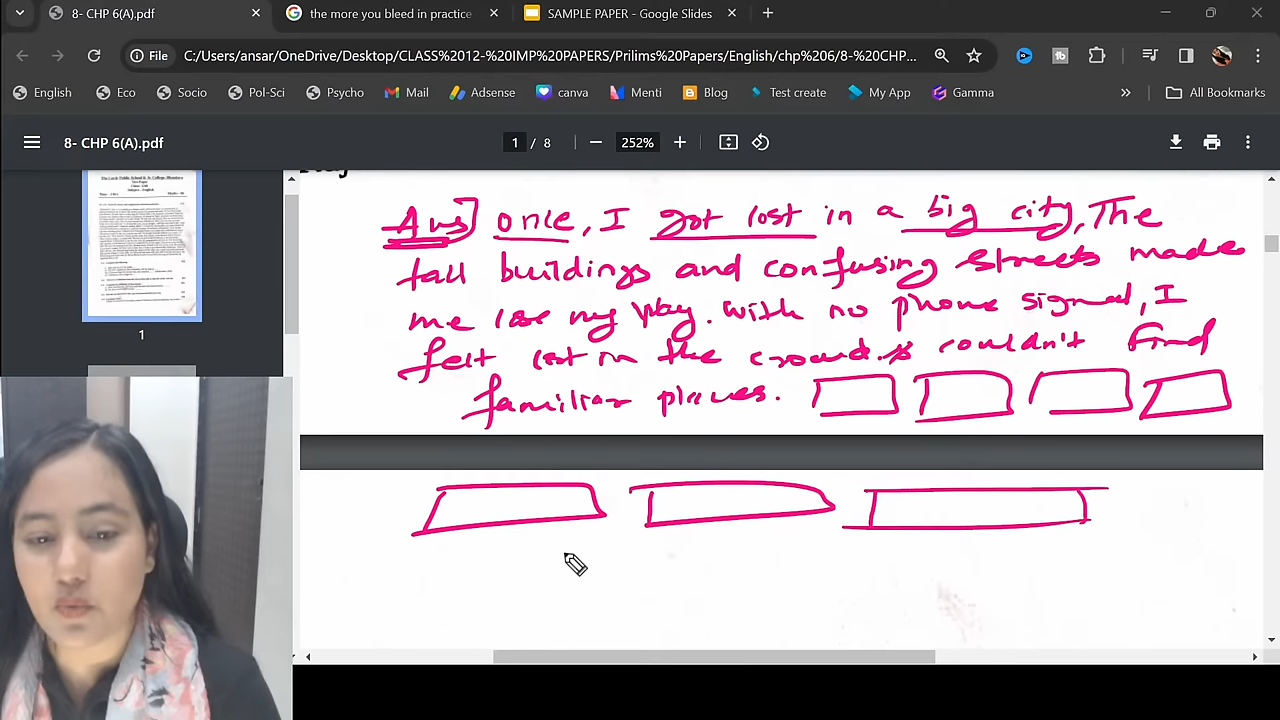 8- CHP 6(A).pdf
the more you bleed in practice
SAMPLE PAPER - Google Slides
File
C:/Users/ansar/OneDrive/Desktop/CLASS%2012-%20IMP%20PAPERS/Prilims%20Papers/English/chp%206/8-%20CHP...
English
Eco
Socio
Pol-Sci
Psycho
Mail
Adsense
canva
Menti
Blog
Test create
My App
Gamma
»
All Bookmarks
8- CHP 6(A).pdf
1 / 8
252%
1
Ans] Once, I got lost in a big city, The
tall buildings and confusing streets made
me lose my way. With no phone signal, I
felt lost in the crowd. couldn't find
familiar places.